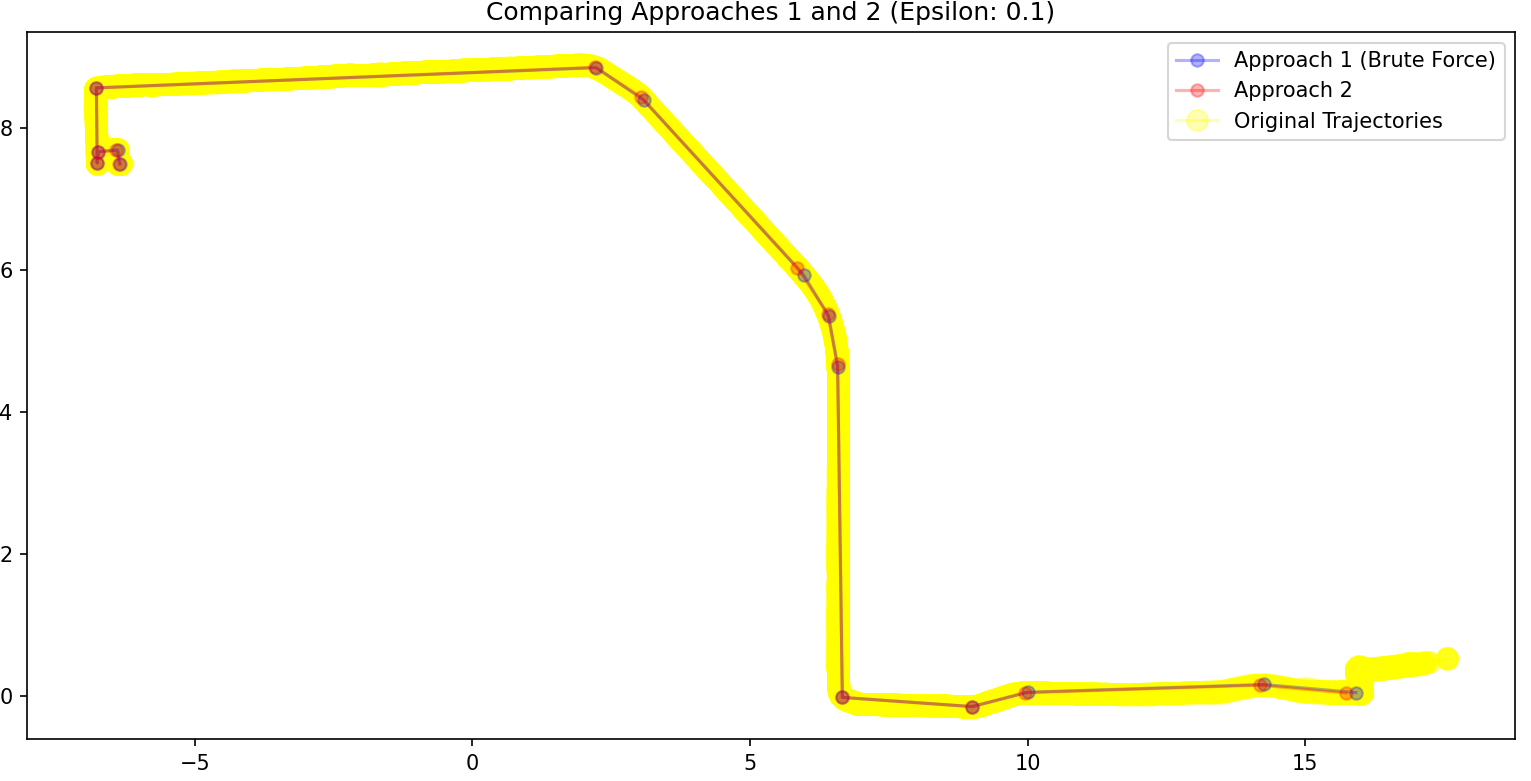 Comparing Approaches 1 and 2 (Epsilon: 0.1)
Approach 1 (Brute Force)
Approach 2
Original Trajectories
8
6
4
2
0
−5
0
5
10
15